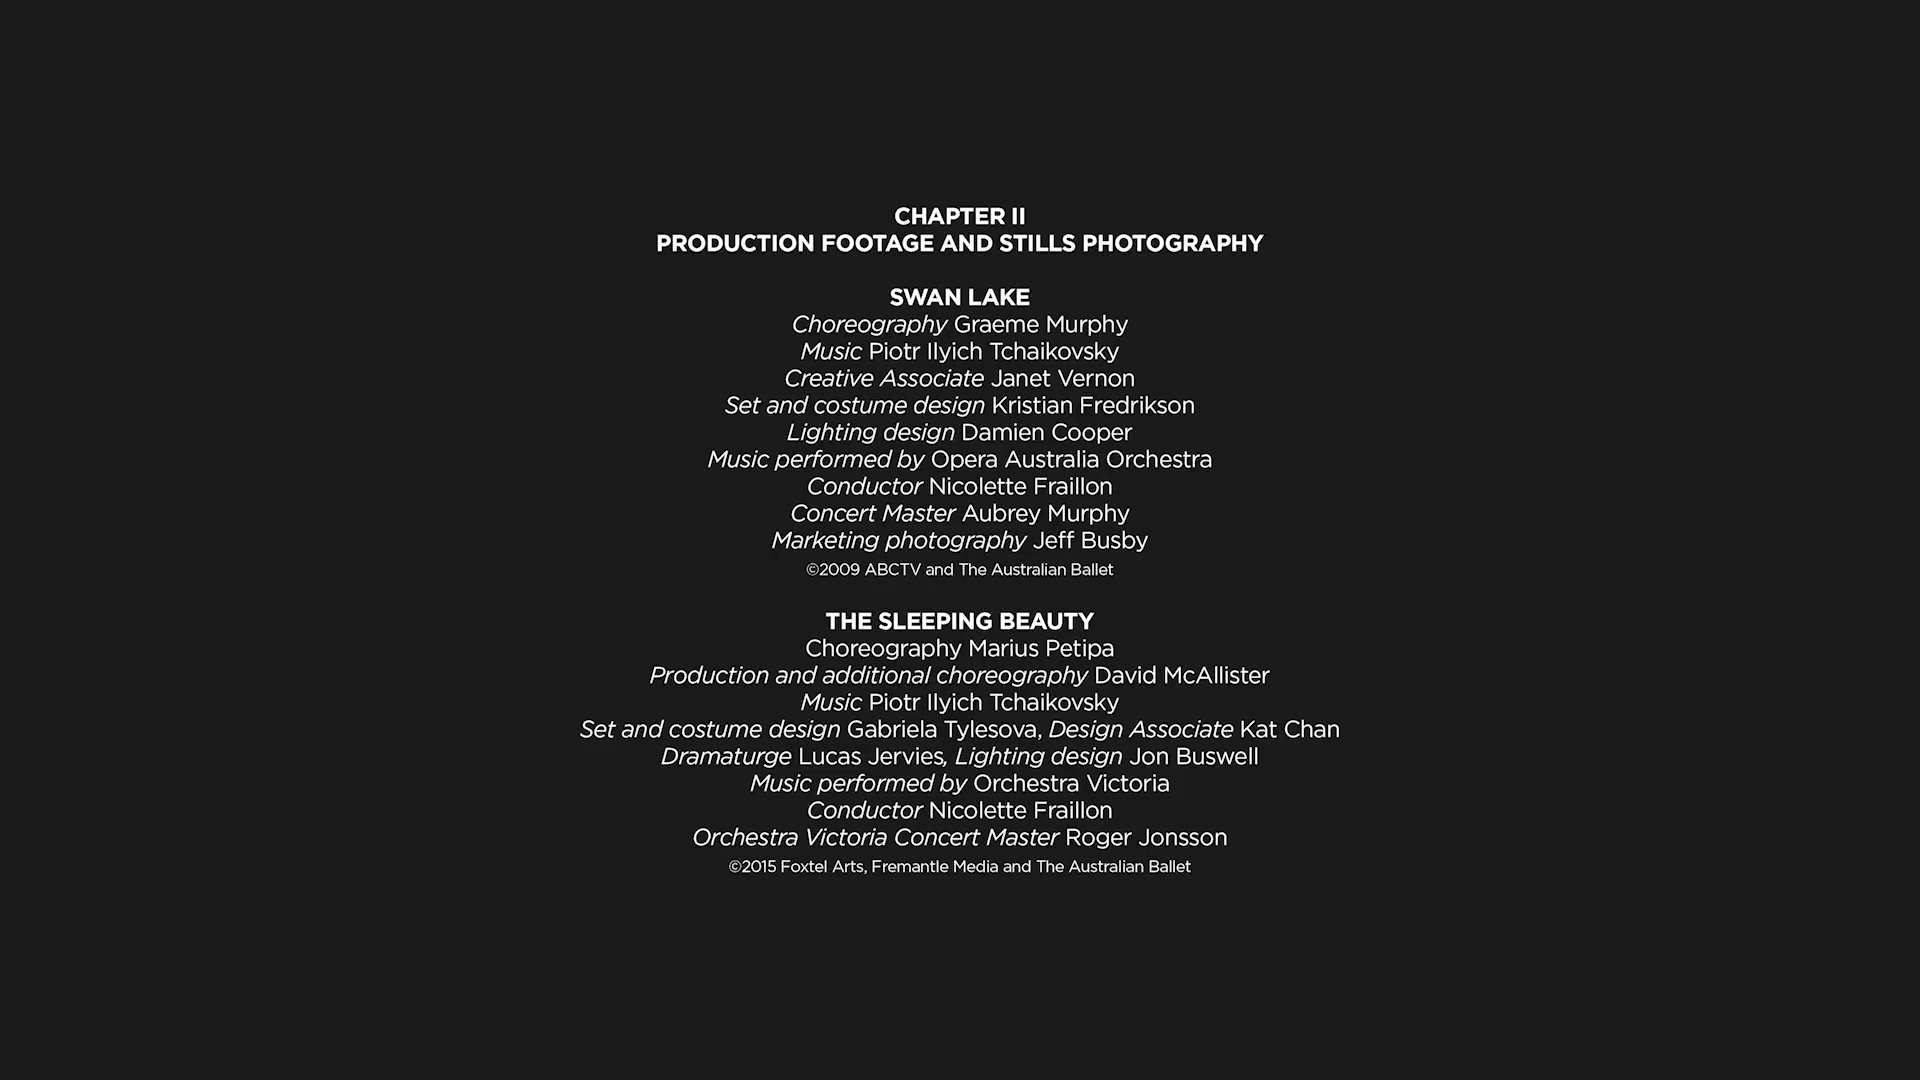 CHAPTER II
PRODUCTION FOOTAGE AND STILLS PHOTOGRAPHY
SWAN LAKE
Choreography Graeme Murphy
Music Piotr Ilyich Tchaikovsky
Creative Associate Janet Vernon
Set and costume design Kristian Fredrikson
Lighting design Damien Cooper
Music performed by Opera Australia Orchestra
Conductor Nicolette Fraillon
Concert Master Aubrey Murphy
Marketing photography Jeff Busby
©2009 ABCTV and The Australian Ballet
THE SLEEPING BEAUTY
Choreography Marius Petipa
Production and additional choreography David McAllister
Music Piotr Ilyich Tchaikovsky
Set and costume design Gabriela Tylesova, Design Associate Kat Chan
Dramaturge Lucas Jervies, Lighting design Jon Buswell
Music performed by Orchestra Victoria
Conductor Nicolette Fraillon
Orchestra Victoria Concert Master Roger Jonsson
©2015 Foxtel Arts, Fremantle Media and The Australian Ballet